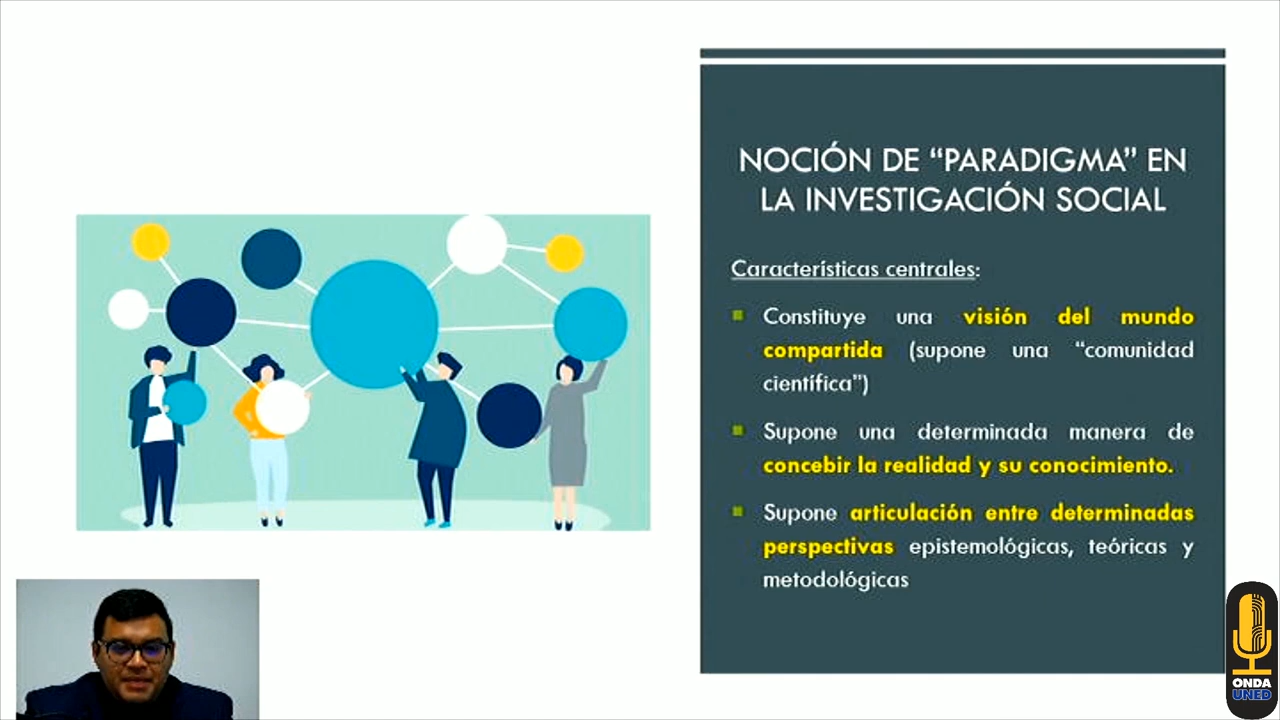 NOCIÓN DE “PARADIGMA” EN
LA INVESTIGACIÓN SOCIAL
Características centrales:
Constituye una visión del mundo
compartida (supone una “comunidad
científica”)
Supone una determinada manera de
concebir la realidad y su conocimiento.
Supone articulación entre determinadas
perspectivas epistemológicas, teóricas y
metodológicas
ONDA
UNED